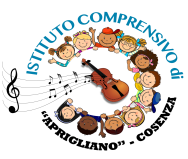 ISTITUTO COMPRENSIVO di
"APRIGLIANO" - COSENZA